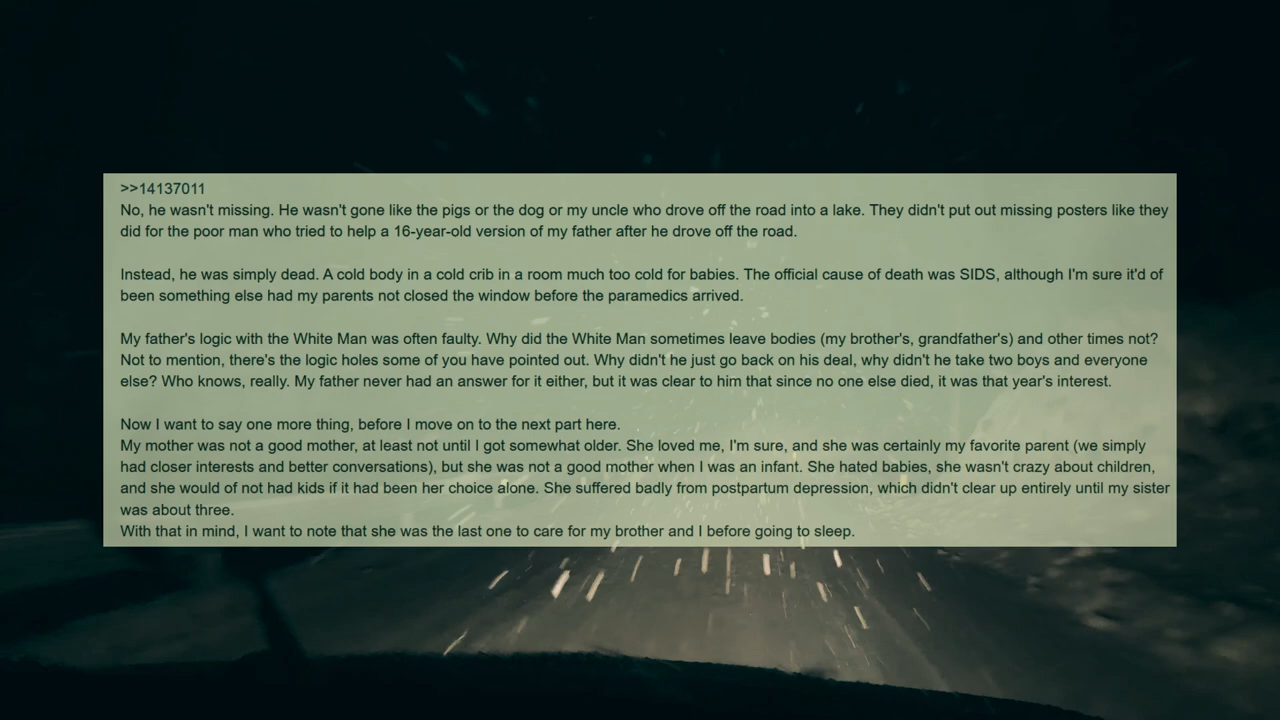 >>14137011
No, he wasn't missing. He wasn't gone like the pigs or the dog or my uncle who drove off the road into a lake. They didn't put out missing posters like they
did for the poor man who tried to help a 16-year-old version of my father after he drove off the road.
Instead, he was simply dead. A cold body in a cold crib in a room much too cold for babies. The official cause of death was SIDS, although I'm sure it'd of
been something else had my parents not closed the window before the paramedics arrived.
My father's logic with the White Man was often faulty. Why did the White Man sometimes leave bodies (my brother's, grandfather's) and other times not?
Not to mention, there's the logic holes some of you have pointed out. Why didn't he just go back on his deal, why didn't he take two boys and everyone
else? Who knows, really. My father never had an answer for it either, but it was clear to him that since no one else died, it was that year's interest.
Now I want to say one more thing, before I move on to the next part here.
My mother was not a good mother, at least not until I got somewhat older. She loved me, I'm sure, and she was certainly my favorite parent (we simply
had closer interests and better conversations), but she was not a good mother when I was an infant. She hated babies, she wasn't crazy about children,
and she would of not had kids if it had been her choice alone. She suffered badly from postpartum depression, which didn't clear up entirely until my sister
was about three.
With that in mind, I want to note that she was the last one to care for my brother and I before going to sleep.